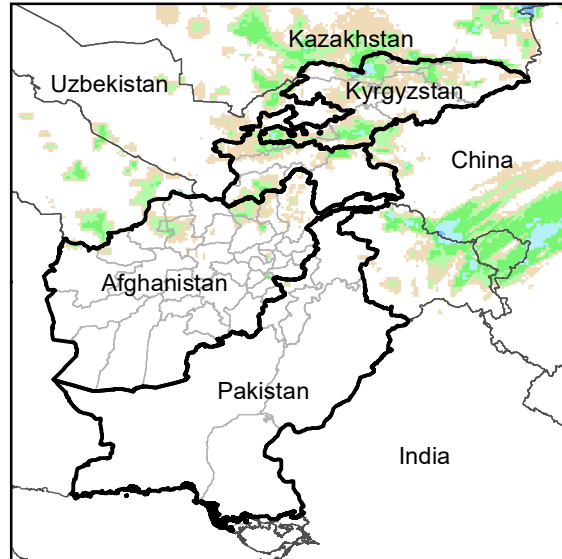 Kazakhstan
Uzbekistan
Kyrgyzstan
China
Afghanistan
Pakistan
India